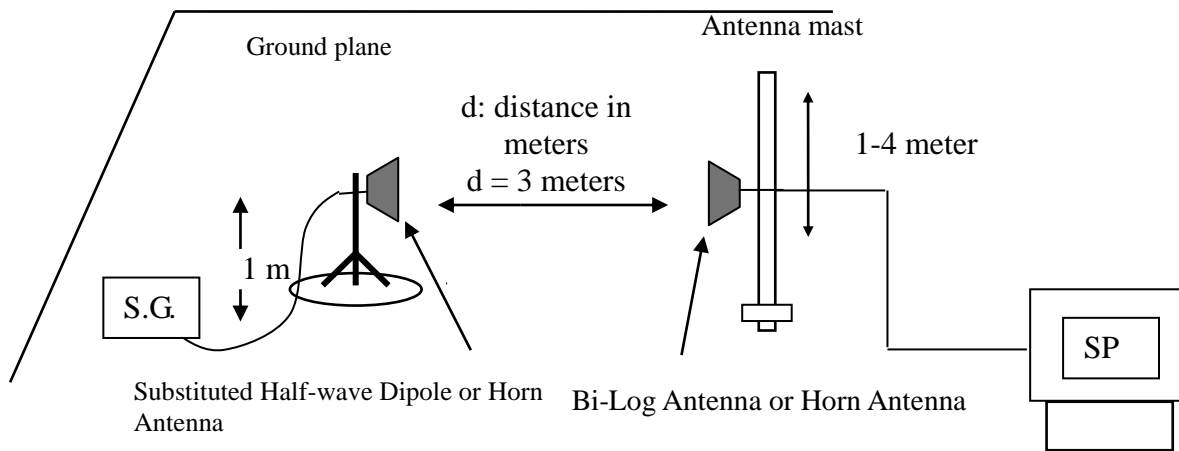 Ground plane
Antenna mast
d: distance in
meters
d = 3 meters
1-4 meter
1 m
S.G.
SP
Substituted Half-wave Dipole or Horn
Antenna
Bi-Log Antenna or Horn Antenna